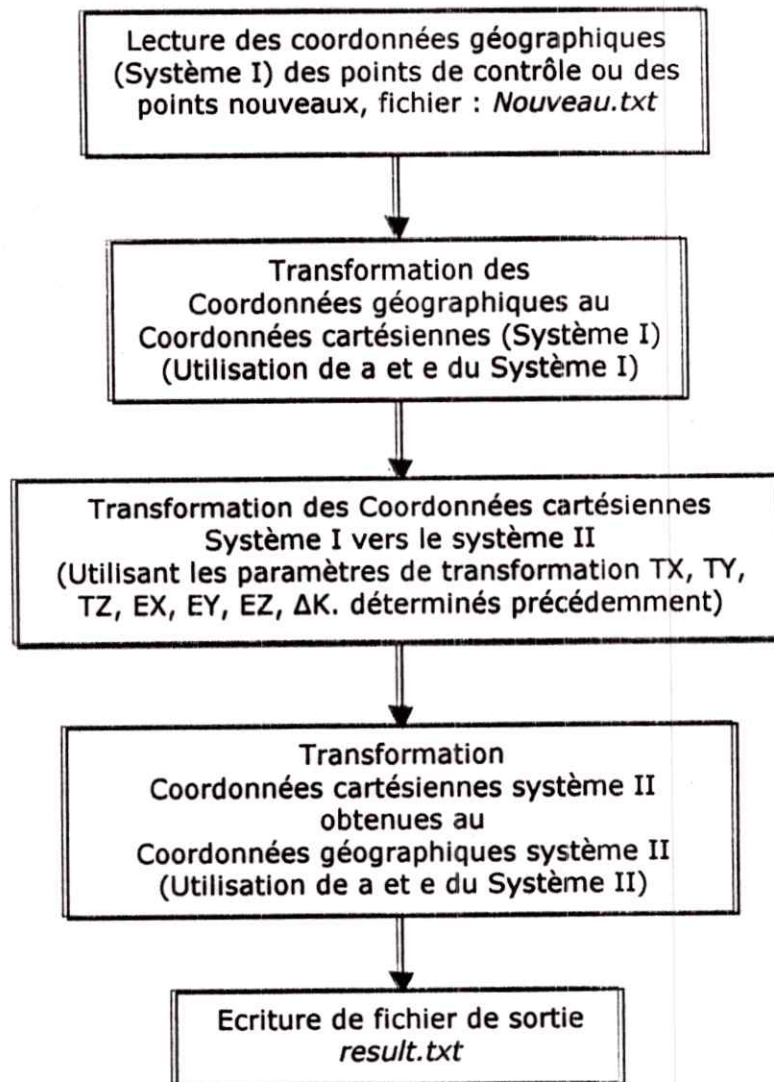 Lecture des coordonnées géographiques
(Système I) des points de contrôle ou des
points nouveaux, fichier : Nouveau.txt
Transformation des
Coordonnées géographiques au
Coordonnées cartésiennes (Système I)
(Utilisation de a et e du Système I)
Transformation des Coordonnées cartésiennes
Système I vers le système II
(Utilisant les paramètres de transformation TX, TY,
TZ, EX, EY, EZ, ΔK. déterminés précédemment)
Transformation
Coordonnées cartésiennes système II
obtenues au
Coordonnées géographiques système II
(Utilisation de a et e du Système II)
Ecriture de fichier de sortie
result.txt